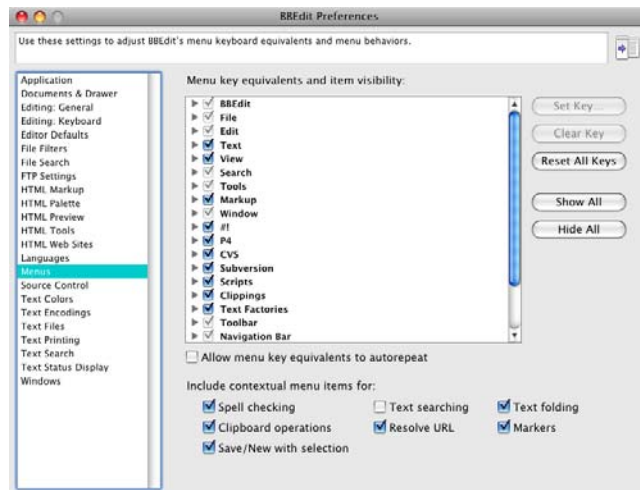 BBEdit Preferences
Use these settings to adjust BBEdit's menu keyboard equivalents and menu behaviors.
Application
Documents & Drawer
Editing: General
Editing: Keyboard
Editor Defaults
File Filters
File Search
FTP Settings
HTML Markup
HTML Palette
HTML Preview
HTML Tools
HTML Web Sites
Languages
Menus
Source Control
Text Colors
Text Encodings
Text Files
Text Printing
Text Search
Text Status Display
Windows
Menu key equivalents and item visibility:
BBEdit
File
Edit
Text
View
Search
Tools
Markup
Window
#!
P4
CVS
Subversion
Scripts
Clippings
Text Factories
Toolbar
Navigation Bar
Set Key...
Clear Key
Reset All Keys
Show All
Hide All
Allow menu key equivalents to autorepeat
Include contextual menu items for:
Spell checking Text searching Text folding
Clipboard operations Resolve URL Markers
Save/New with selection